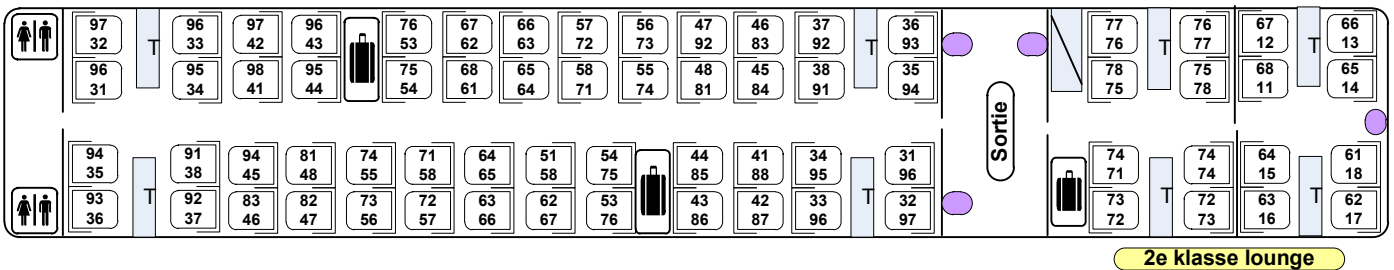 97 96 97 96 76 67 66 57 56 47 46 37 36 77 76 67 66
32 T 33 42 43 53 62 63 72 73 92 83 92 T 93 76 T 77 12 T 13
96 95 98 95 75 68 65 58 55 48 45 38 35 78 75 68 65
31 34 41 44 54 61 64 71 74 81 84 91 94 75 78 11 14
Sortie
94 91 94 81 74 71 64 51 54 44 41 34 31 74 74 64 61
35 38 45 48 55 58 65 58 75 85 88 95 96 71 74 15 18
93 T 92 83 82 73 72 63 62 53 43 42 33 T 32 73 T 72 63 T 62
36 37 46 47 56 57 66 67 76 86 87 96 97 72 73 16 17
2e klasse lounge